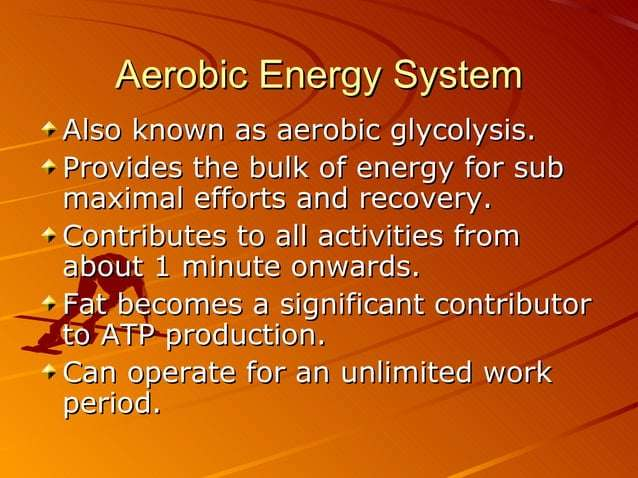 Aerobic Energy System
Also known as aerobic glycolysis.
Provides the bulk of energy for sub
maximal efforts and recovery.
Contributes to all activities from
about 1 minute onwards.
Fat becomes a significant contributor
to ATP production.
Can operate for an unlimited work
period.